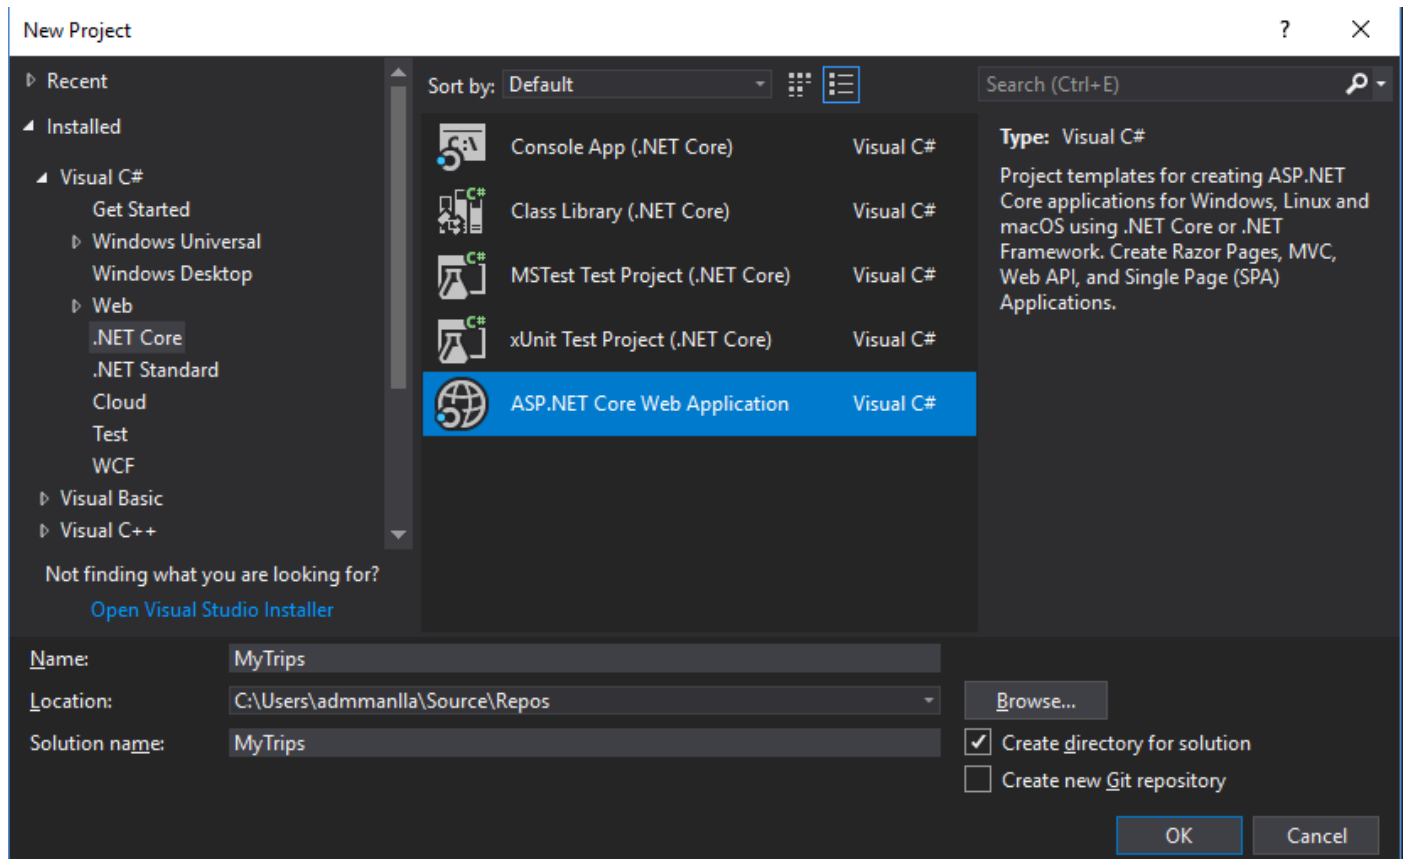 New Project
?
Recent
Installed
Visual C#
Get Started
Windows Universal
Windows Desktop
Web
.NET Core
.NET Standard
Cloud
Test
WCF
Visual Basic
Visual C++
Not finding what you are looking for?
Open Visual Studio Installer
Sort by: Default
Console App (.NET Core) Visual C#
Class Library (.NET Core) Visual C#
MSTest Test Project (.NET Core) Visual C#
xUnit Test Project (.NET Core) Visual C#
ASP.NET Core Web Application Visual C#
Search (Ctrl+E)
Type: Visual C#
Project templates for creating ASP.NET
Core applications for Windows, Linux and
macOS using .NET Core or .NET
Framework. Create Razor Pages, MVC,
Web API, and Single Page (SPA)
Applications.
Name: MyTrips
Location: C:\Users\admmanlla\Source\Repos
Browse...
Solution name: MyTrips
Create directory for solution
Create new Git repository
OK Cancel